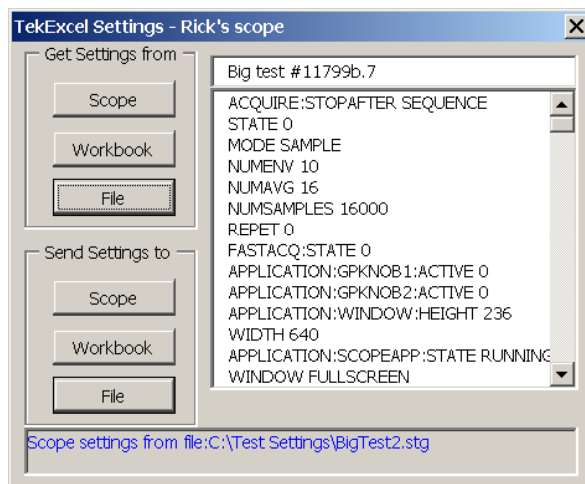 TekExcel Settings - Rick's scope
Get Settings from
Scope
Workbook
File
Send Settings to
Scope
Workbook
File
Big test #11799b.7
ACQUIRE:STOPAFTER SEQUENCE
STATE 0
MODE SAMPLE
NUMENV 10
NUMAVG 16
NUMSAMPLES 16000
REPET 0
FASTACQ:STATE 0
APPLICATION:GPKNOB1:ACTIVE 0
APPLICATION:GPKNOB2:ACTIVE 0
APPLICATION:WINDOW:HEIGHT 236
WIDTH 640
APPLICATION:SCOPEAPP:STATE RUNNING
WINDOW FULLSCREEN
Scope settings from file:C:\Test Settings\BigTest2.stg